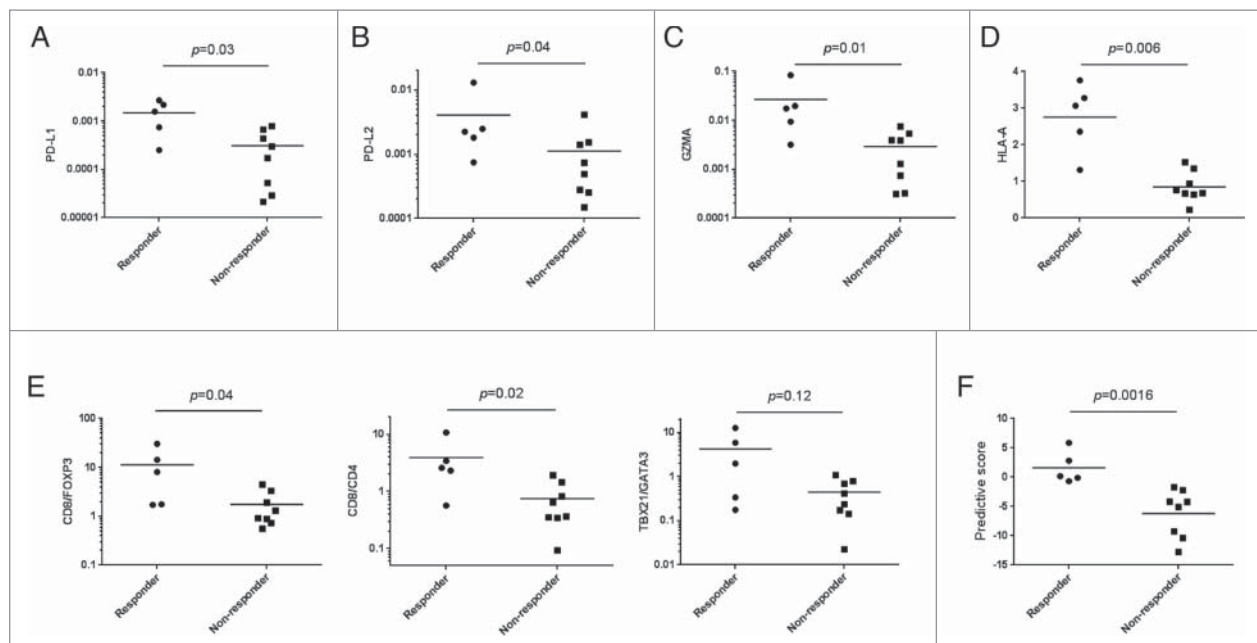 A
p=0.03
PD-L1
0.01
0.001
0.0001
0.00001
Responder
Non-responder
B
p=0.04
PD-L2
0.01
0.001
0.0001
Responder
Non-responder
C
p=0.01
GZMA
0.1
0.01
0.001
0.0001
Responder
Non-responder
D
p=0.006
HLA-A
4
3
2
1
0
Responder
Non-responder
E
p=0.04
CD8/FOXP3
100
10
1
0.1
Responder
Non-responder
p=0.02
CD8/CD4
10
1
0.1
Responder
Non-responder
p=0.12
TBX21/GATA3
10
1
0.1
0.01
Responder
Non-responder
F
p=0.0016
Predictive score
10
5
0
-5
-10
-15
Responder
Non-responder